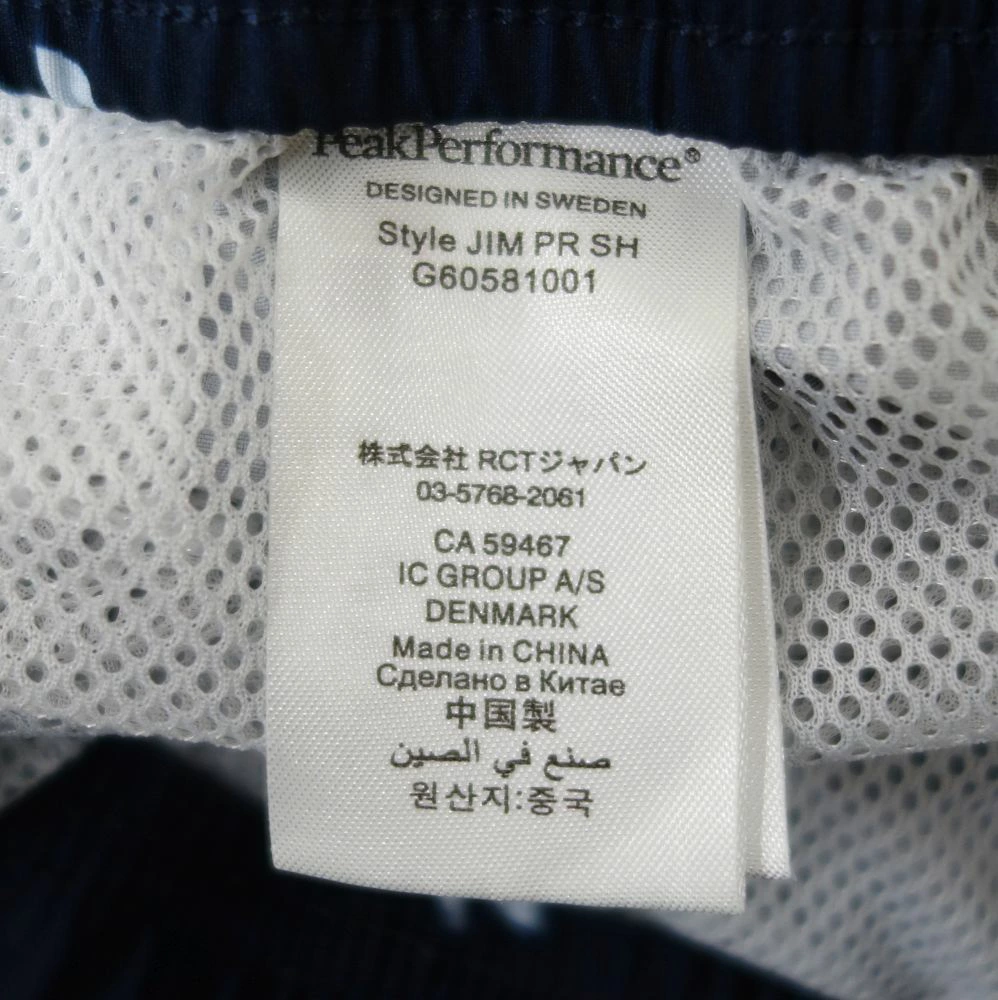 PeakPerformance®
DESIGNED IN SWEDEN
Style JIM PR SH
G60581001
株式会社 RCTジャパン
03-5768-2061
CA 59467
IC GROUP A/S
DENMARK
Made in CHINA
Сделано в Китае
中国製
صنع في الصين
원산지:중국